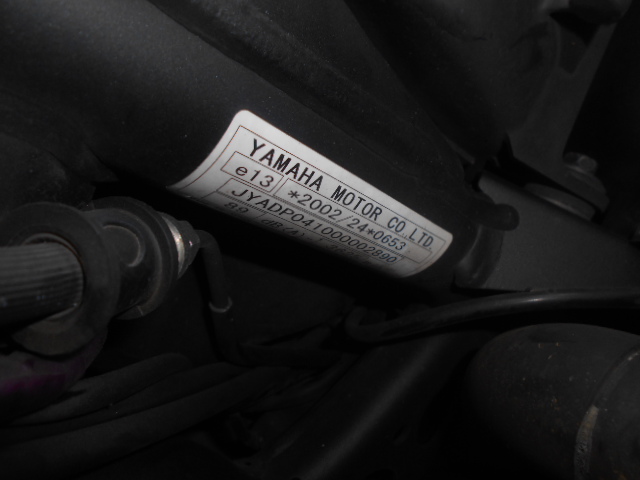 YAMAHA MOTOR CO.,LTD.
e13 *2002/24*0653
JYADP041000002890